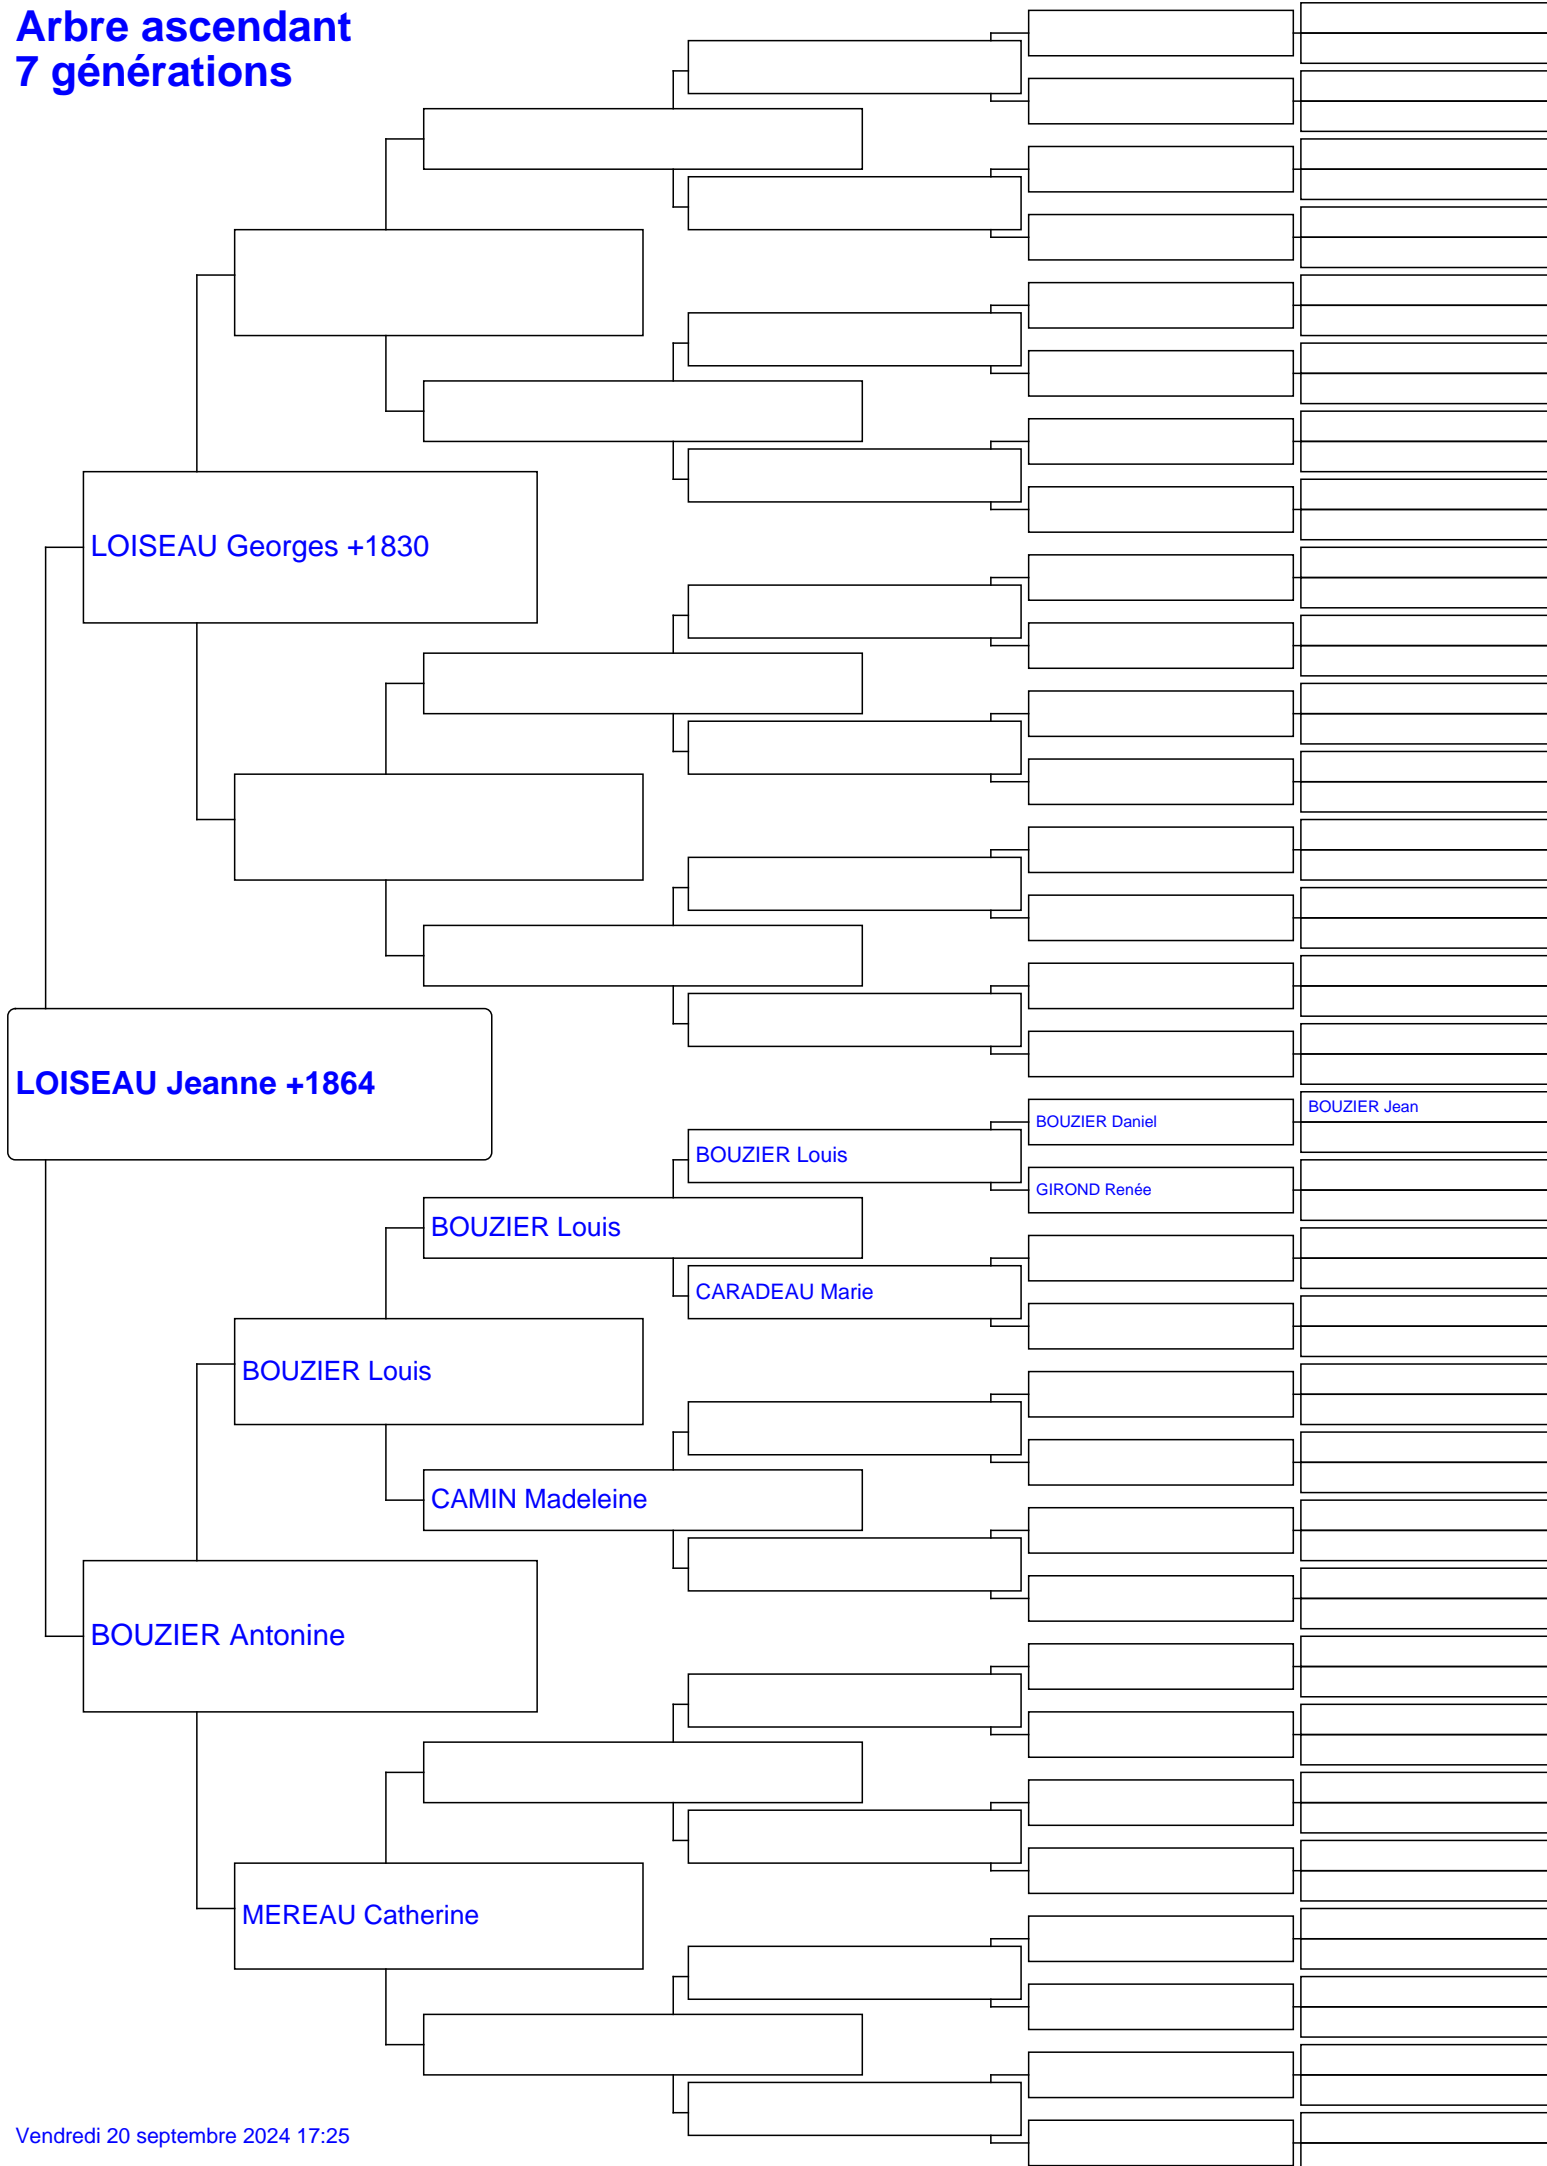 Arbre ascendant
7 générations
LOISEAU Georges +1830
LOISEAU Jeanne +1864
BOUZIER Jean
BOUZIER Daniel
BOUZIER Louis
GIROND Renée
BOUZIER Louis
CARADEAU Marie
BOUZIER Louis
CAMIN Madeleine
BOUZIER Antonine
MEREAU Catherine
Vendredi 20 septembre 2024 17:25